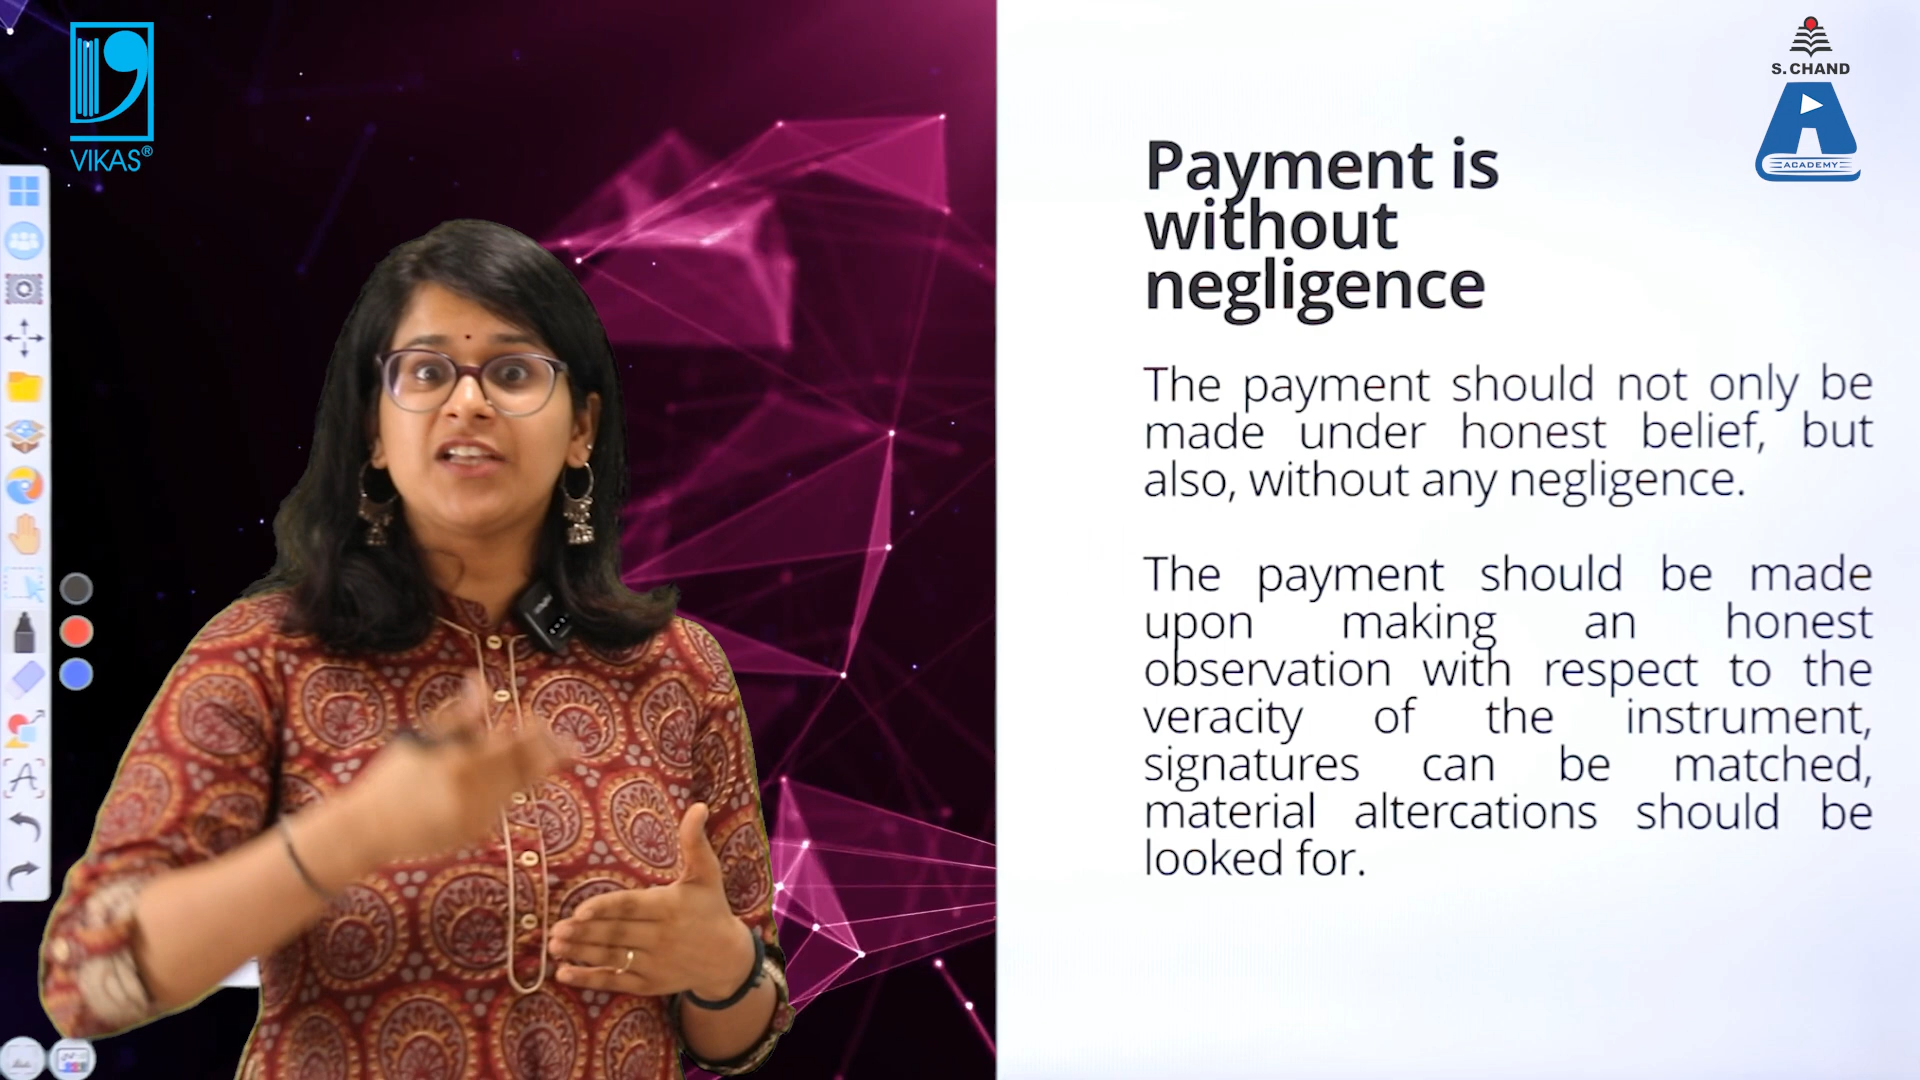 VIKAS®
S. CHAND
ACADEMY
Payment is
without
negligence
The payment should not only be
made under honest belief, but
also, without any negligence.
The payment should be made
upon making an honest
observation with respect to the
veracity of the instrument,
signatures can be matched,
material altercations should be
looked for.